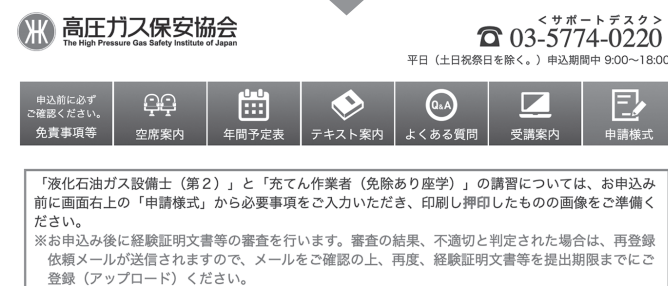 高圧ガス保安協会
The High Pressure Gas Safety Institute of Japan
＜サポートデスク＞
☎ 03-5774-0220
平日（土日祝祭日を除く。）申込期間中 9:00〜18:00
申込前に必ず
ご確認ください。
免責事項等
空席案内
年間予定表
テキスト案内
Q&A
よくある質問
受講案内
申請様式
「液化石油ガス設備士（第２）」と「充てん作業者（免除あり座学）」の講習については、お申込み
前に画面右上の「申請様式」から必要事項をご入力いただき、印刷し押印したものの画像をご準備く
ださい。
※お申込み後に経験証明文書等の審査を行います。審査の結果、不適切と判定された場合は、再登録
依頼メールが送信されますので、メールをご確認の上、再度、経験証明文書等を提出期限までにご
登録（アップロード）ください。